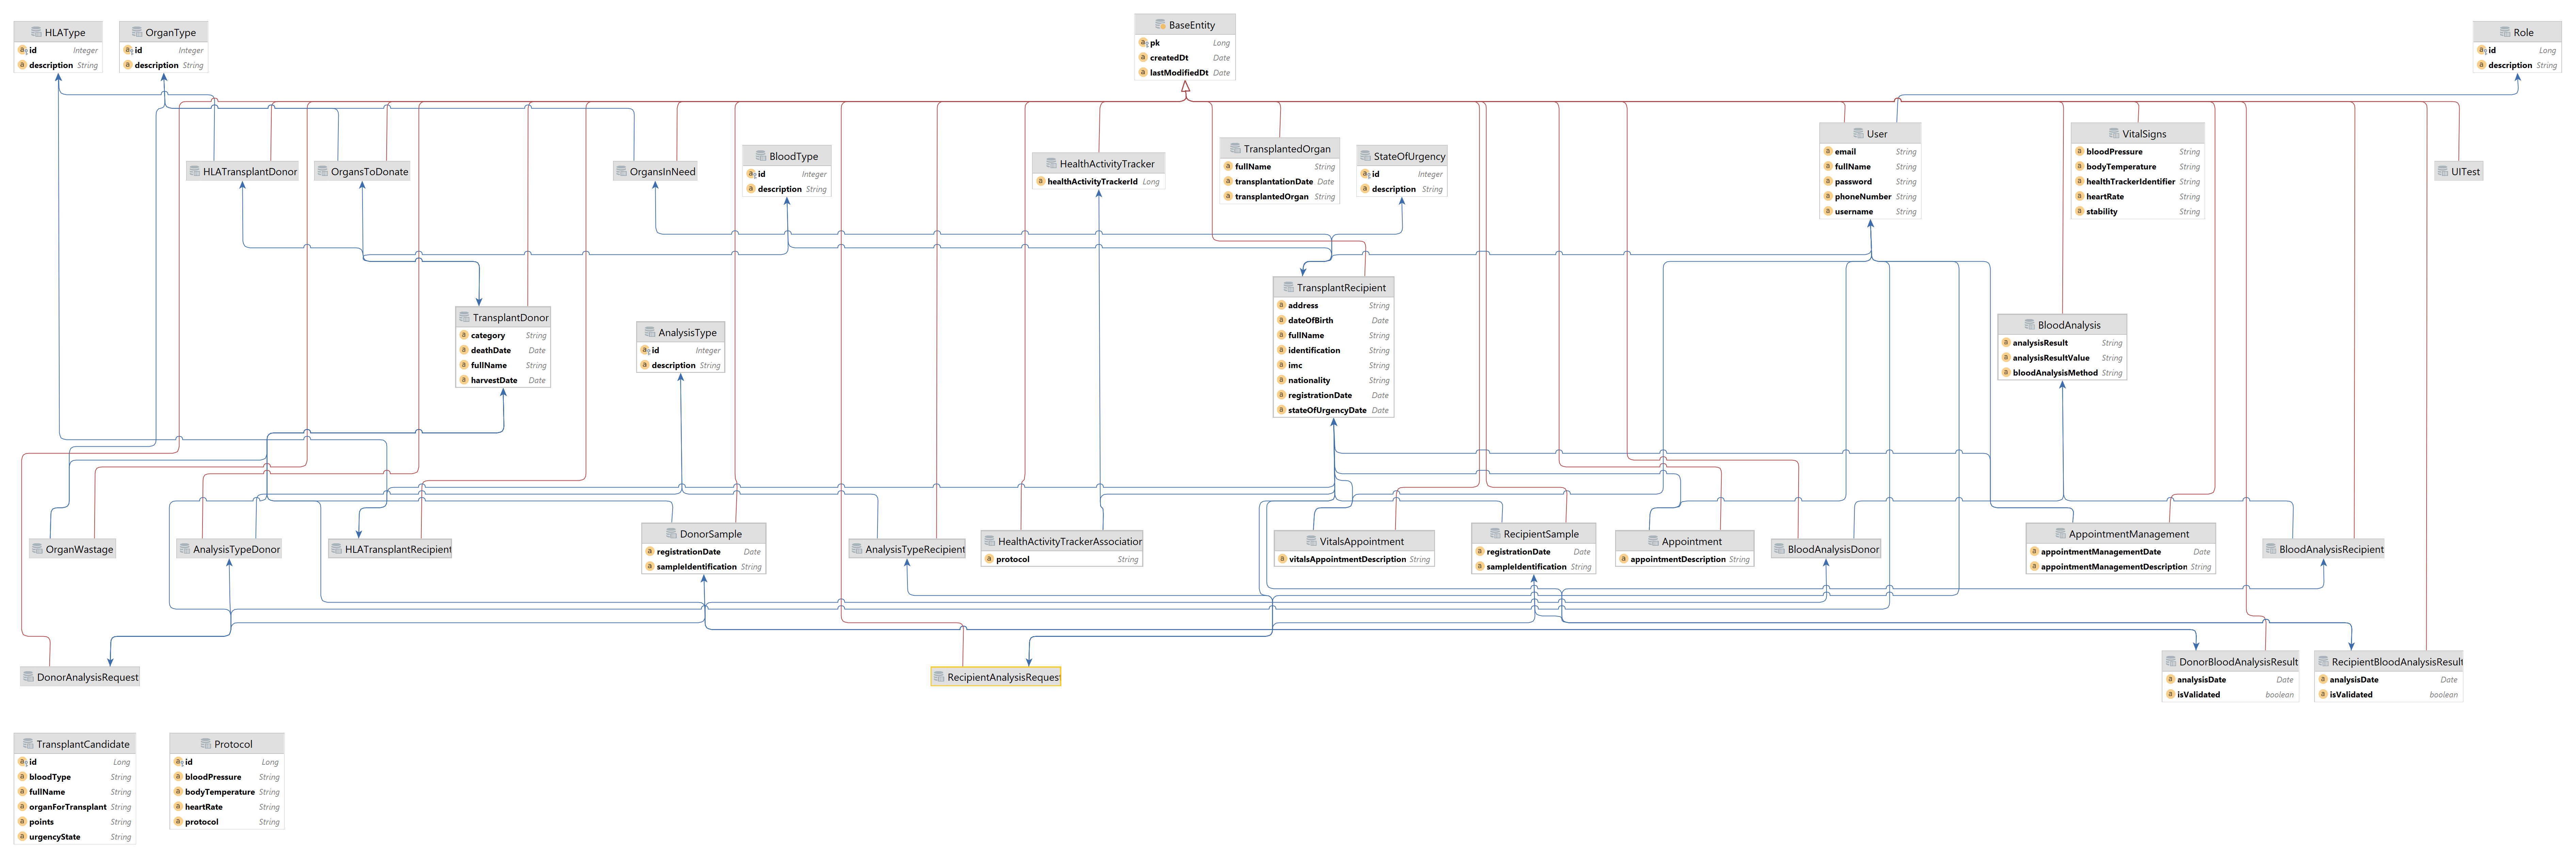 HLAType
id Integer
description String
OrganType
id Integer
description String
BaseEntity
pk Long
createdDt Date
lastModifiedDt Date
Role
id Long
description String
HLATransplantDonor
OrgansToDonate
OrgansInNeed
BloodType
id Integer
description String
HealthActivityTracker
healthActivityTrackerId Long
TransplantedOrgan
fullName String
transplantationDate Date
transplantedOrgan String
StateOfUrgency
id Integer
description String
User
email String
fullName String
password String
phoneNumber String
username String
VitalSigns
bloodPressure String
bodyTemperature String
healthTrackerIdentifier String
heartRate String
stability String
UITest
TransplantDonor
category String
deathDate Date
fullName String
harvestDate Date
AnalysisType
id Integer
description String
TransplantRecipient
address String
dateOfBirth Date
fullName String
identification String
imc String
nationality String
registrationDate Date
stateOfUrgencyDate Date
BloodAnalysis
analysisResult String
analysisResultValue String
bloodAnalysisMethod String
OrganWastage
AnalysisTypeDonor
HLATransplantRecipient
DonorSample
registrationDate Date
sampleIdentification String
AnalysisTypeRecipient
HealthActivityTrackerAssociation
protocol String
VitalsAppointment
vitalsAppointmentDescription String
RecipientSample
registrationDate Date
sampleIdentification String
Appointment
appointmentDescription String
BloodAnalysisDonor
AppointmentManagement
appointmentManagementDate Date
appointmentManagementDescription String
BloodAnalysisRecipient
DonorAnalysisRequest
RecipientAnalysisReques
DonorBloodAnalysisResult
analysisDate Date
isValidated boolean
RecipientBloodAnalysisResult
analysisDate Date
isValidated boolean
TransplantCandidate
id Long
bloodType String
fullName String
organForTransplant String
points String
urgencyState String
Protocol
id Long
bloodPressure String
bodyTemperature String
heartRate String
protocol String